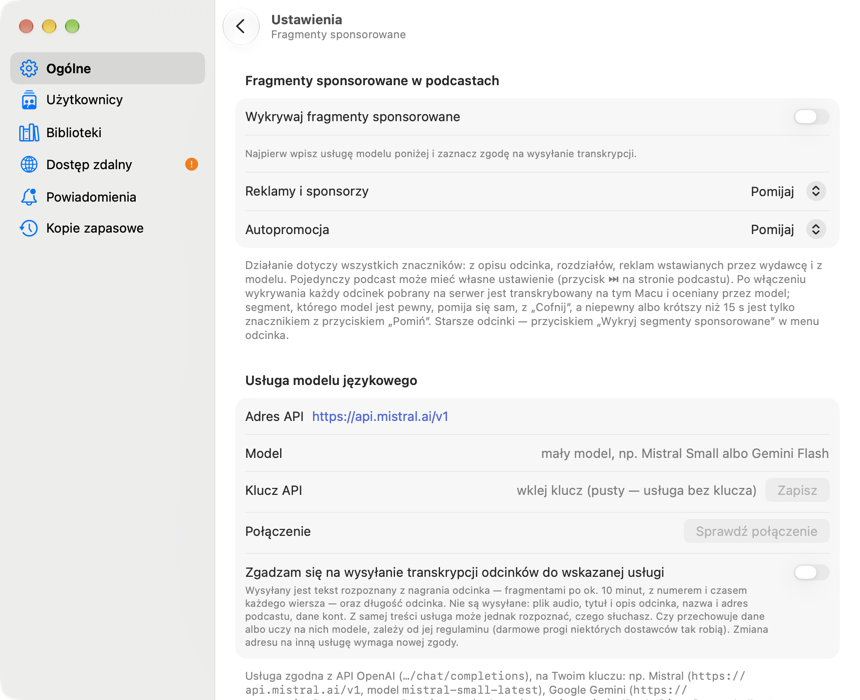 Ustawienia
Fragmenty sponsorowane
Ogólne
Użytkownicy
Biblioteki
Dostęp zdalny
Powiadomienia
Kopie zapasowe
Fragmenty sponsorowane w podcastach
Wykrywaj fragmenty sponsorowane
Najpierw wpisz usługę modelu poniżej i zaznacz zgodę na wysyłanie transkrypcji.
Reklamy i sponsorzy Pomijaj
Autopromocja Pomijaj
Działanie dotyczy wszystkich znaczników: z opisu odcinka, rozdziałów, reklam wstawianych przez wydawcę i z
modelu. Pojedynczy podcast może mieć własne ustawienie (przycisk ⏭ na stronie podcastu). Po włączeniu
wykrywania każdy odcinek pobrany na serwer jest transkrybowany na tym Macu i oceniany przez model;
segment, którego model jest pewny, pomija się sam, z „Cofnij”, a niepewny albo krótszy niż 15 s jest tylko
znacznikiem z przyciskiem „Pomiń”. Starsze odcinki — przyciskiem „Wykryj segmenty sponsorowane” w menu
odcinka.
Usługa modelu językowego
Adres API https://api.mistral.ai/v1
Model mały model, np. Mistral Small albo Gemini Flash
Klucz API wklej klucz (pusty — usługa bez klucza) Zapisz
Połączenie Sprawdź połączenie
Zgadzam się na wysyłanie transkrypcji odcinków do wskazanej usługi
Wysyłany jest tekst rozpoznany z nagrania odcinka — fragmentami po ok. 10 minut, z numerem i czasem
każdego wiersza — oraz długość odcinka. Nie są wysyłane: plik audio, tytuł i opis odcinka, nazwa i adres
podcastu, dane kont. Z samej treści usługa może jednak rozpoznać, czego słuchasz. Czy przechowuje dane
albo uczy na nich modele, zależy od jej regulaminu (darmowe progi niektórych dostawców tak robią). Zmiana
adresu na inną usługę wymaga nowej zgody.
Usługa zgodna z API OpenAI (…/chat/completions), na Twoim kluczu: np. Mistral (https://
api.mistral.ai/v1, model mistral-small-latest), Google Gemini (https://